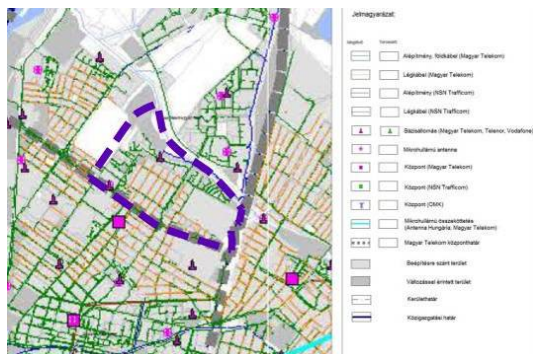 Jelmagyarázat:
Alépítmény, földkábel (Magyar Telekom)
Légkábel (Magyar Telekom)
Alépítmény (NSN Trafficom)
Légkábel (NSN Trafficom)
Bázisállomás (Magyar Telekom, Telenor, Vodafone)
Mikrohullámú antenna
Központ (Magyar Telekom)
Központ (NSN Trafficom)
Központ (OMK)
Mikrohullámú összeköttetés
(Antenna Hungária, Magyar Telekom)
Magyar Telekom központhatár
Beépítésre szánt terület
Változással érintett terület
Kerülethatár
Közigazgatási határ